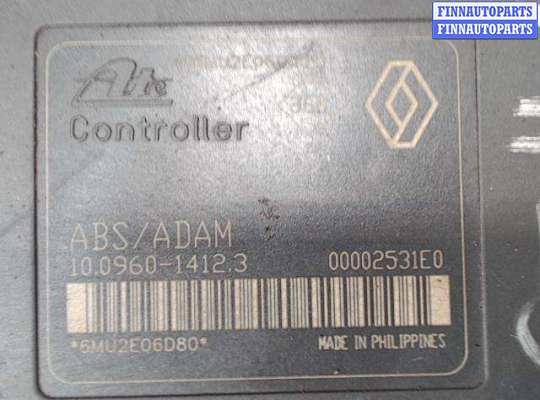 FINNAUTOPARTS
FINNAUTOPARTS
Ate
Controller
ABS/ADAM
10.0960-1412.3 00002531E0
*6MU2E06D80* MADE IN PHILIPPINES